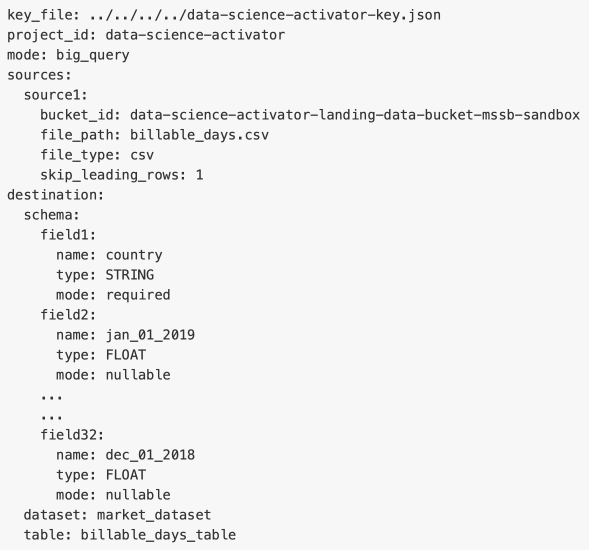 key_file: ../../../../data-science-activator-key.json
project_id: data-science-activator
mode: big_query
sources:
  source1:
    bucket_id: data-science-activator-landing-data-bucket-mssb-sandbox
    file_path: billable_days.csv
    file_type: csv
    skip_leading_rows: 1
destination:
  schema:
    field1:
      name: country
      type: STRING
      mode: required
    field2:
      name: jan_01_2019
      type: FLOAT
      mode: nullable
    ...
    ...
    field32:
      name: dec_01_2018
      type: FLOAT
      mode: nullable
  dataset: market_dataset
  table: billable_days_table